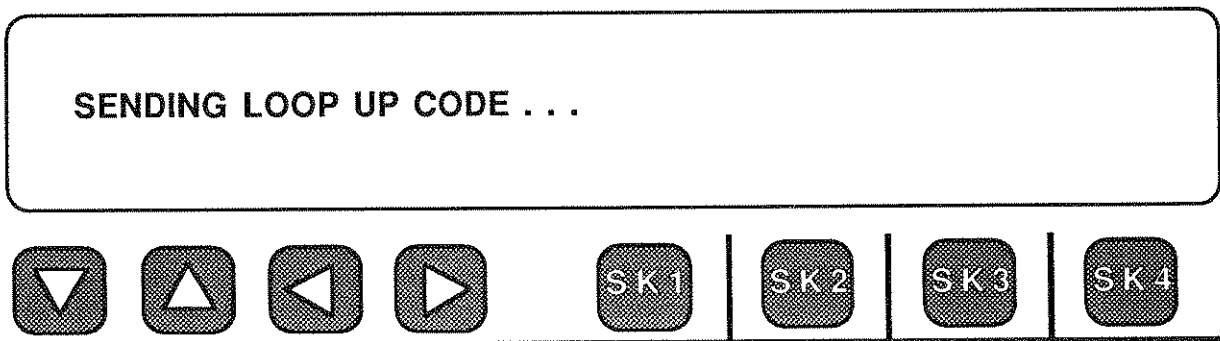 SENDING LOOP UP CODE . . .
SK1 SK2 SK3 SK4